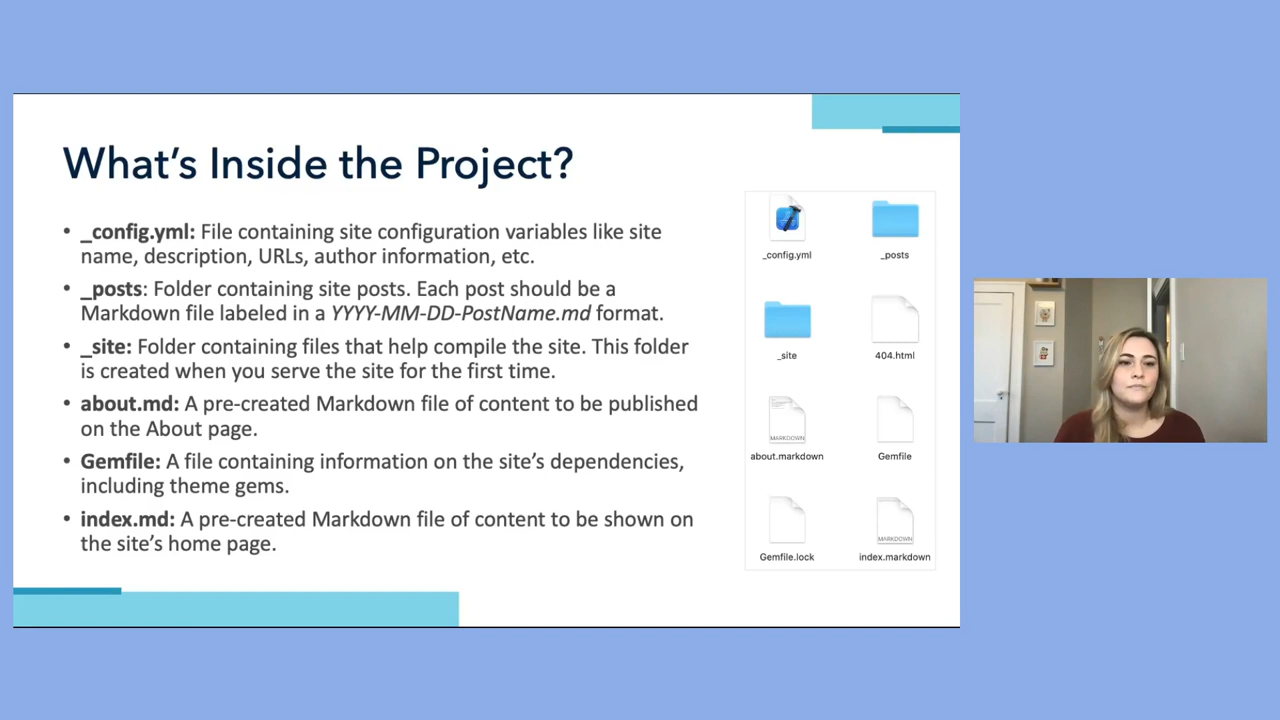 What's Inside the Project?
• _config.yml: File containing site configuration variables like site
name, description, URLs, author information, etc.
• _posts: Folder containing site posts. Each post should be a
Markdown file labeled in a YYYY-MM-DD-PostName.md format.
• _site: Folder containing files that help compile the site. This folder
is created when you serve the site for the first time.
• about.md: A pre-created Markdown file of content to be published
on the About page.
• Gemfile: A file containing information on the site's dependencies,
including theme gems.
• index.md: A pre-created Markdown file of content to be shown on
the site's home page.
_config.yml
_posts
_site
404.html
MARKDOWN
about.markdown
Gemfile
Gemfile.lock
MARKDOWN
index.markdown